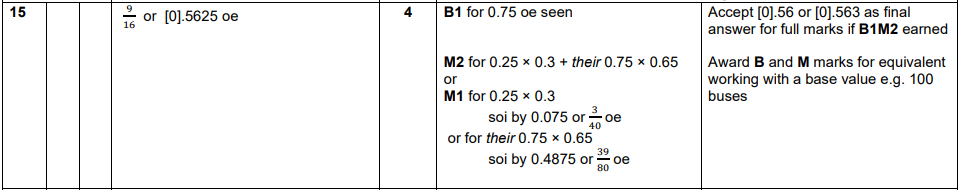 15
9/16 or [0].5625 oe
4
B1 for 0.75 oe seen
M2 for 0.25 × 0.3 + their 0.75 × 0.65
or
M1 for 0.25 × 0.3
soi by 0.075 or 3/40 oe
or for their 0.75 × 0.65
soi by 0.4875 or 39/80 oe
Accept [0].56 or [0].563 as final
answer for full marks if B1M2 earned
Award B and M marks for equivalent
working with a base value e.g. 100
buses